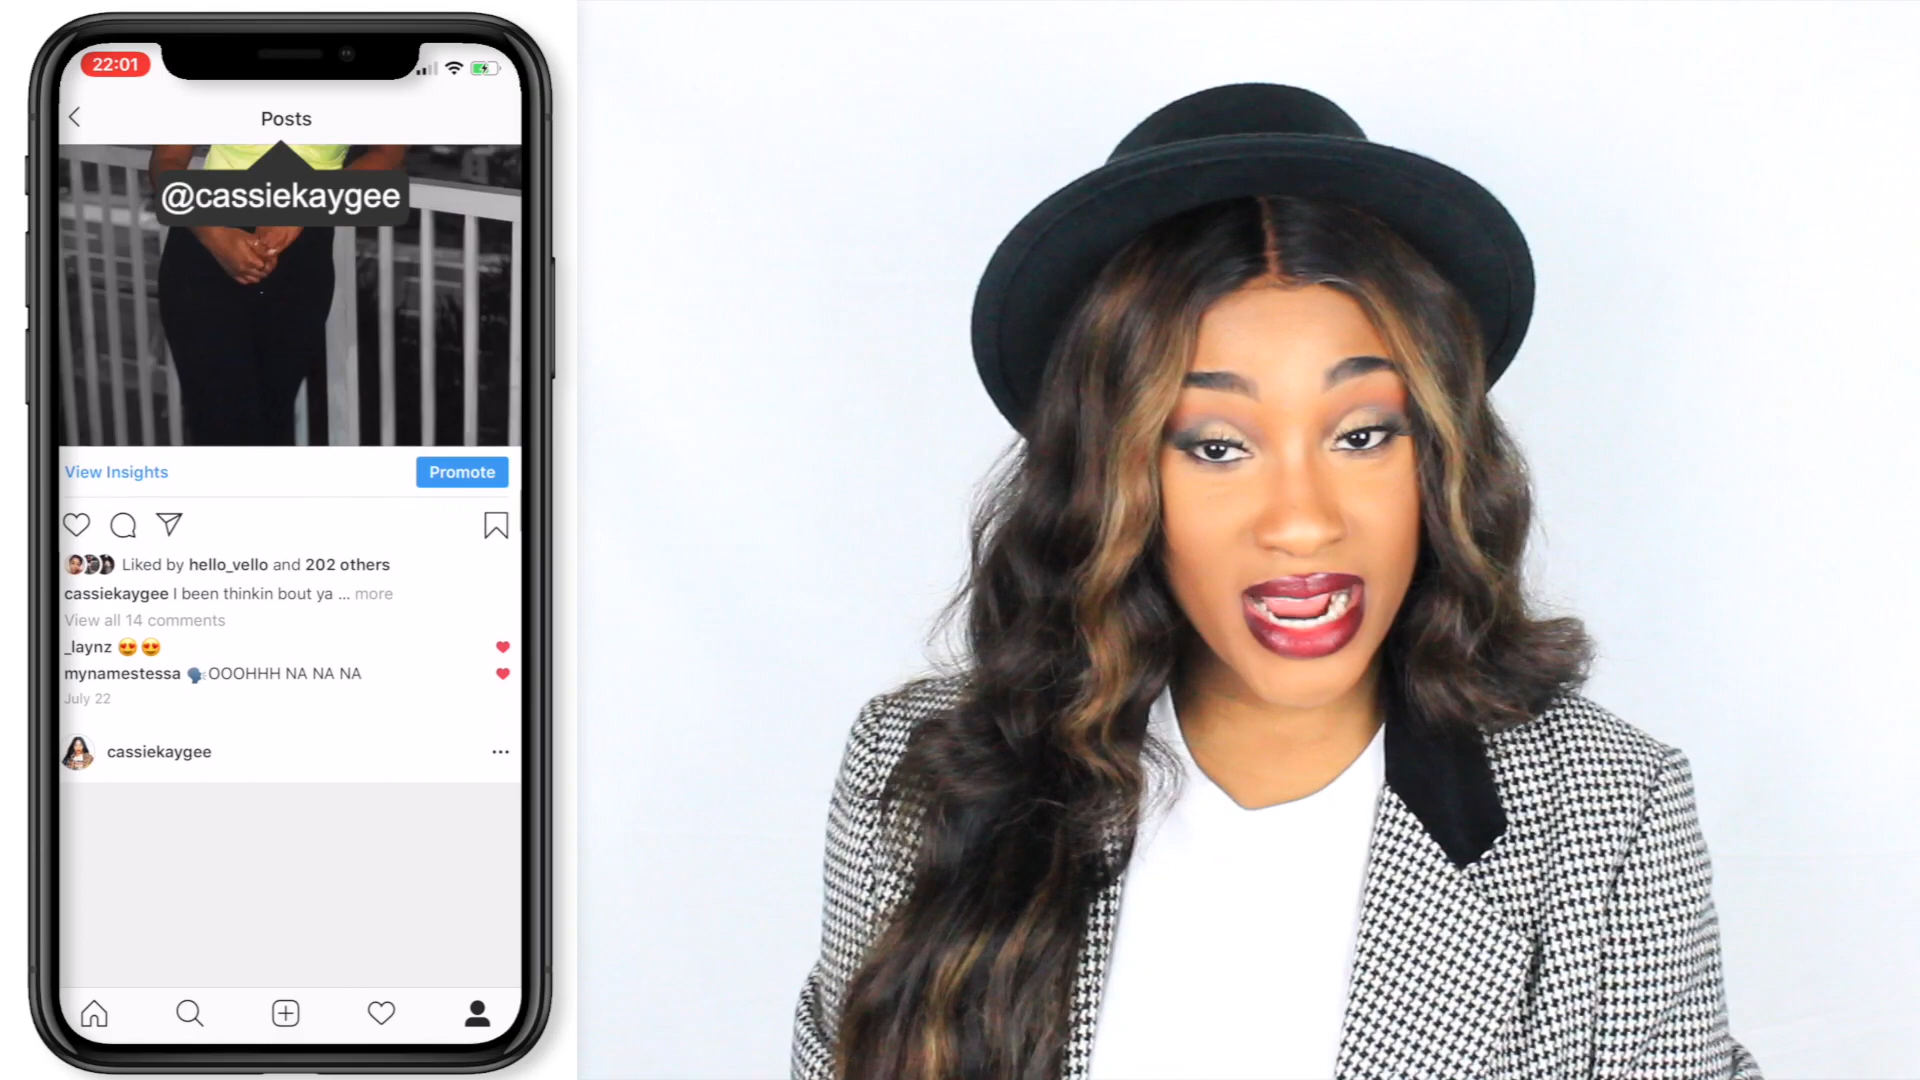 22:01
Posts
@cassiekaygee
View Insights
Promote
Liked by hello_vello and 202 others
cassiekaygee I been thinkin bout ya ... more
View all 14 comments
_laynz 😍 😍
mynamestessa 🗣OOOHHH NA NA NA
July 22
cassiekaygee
...